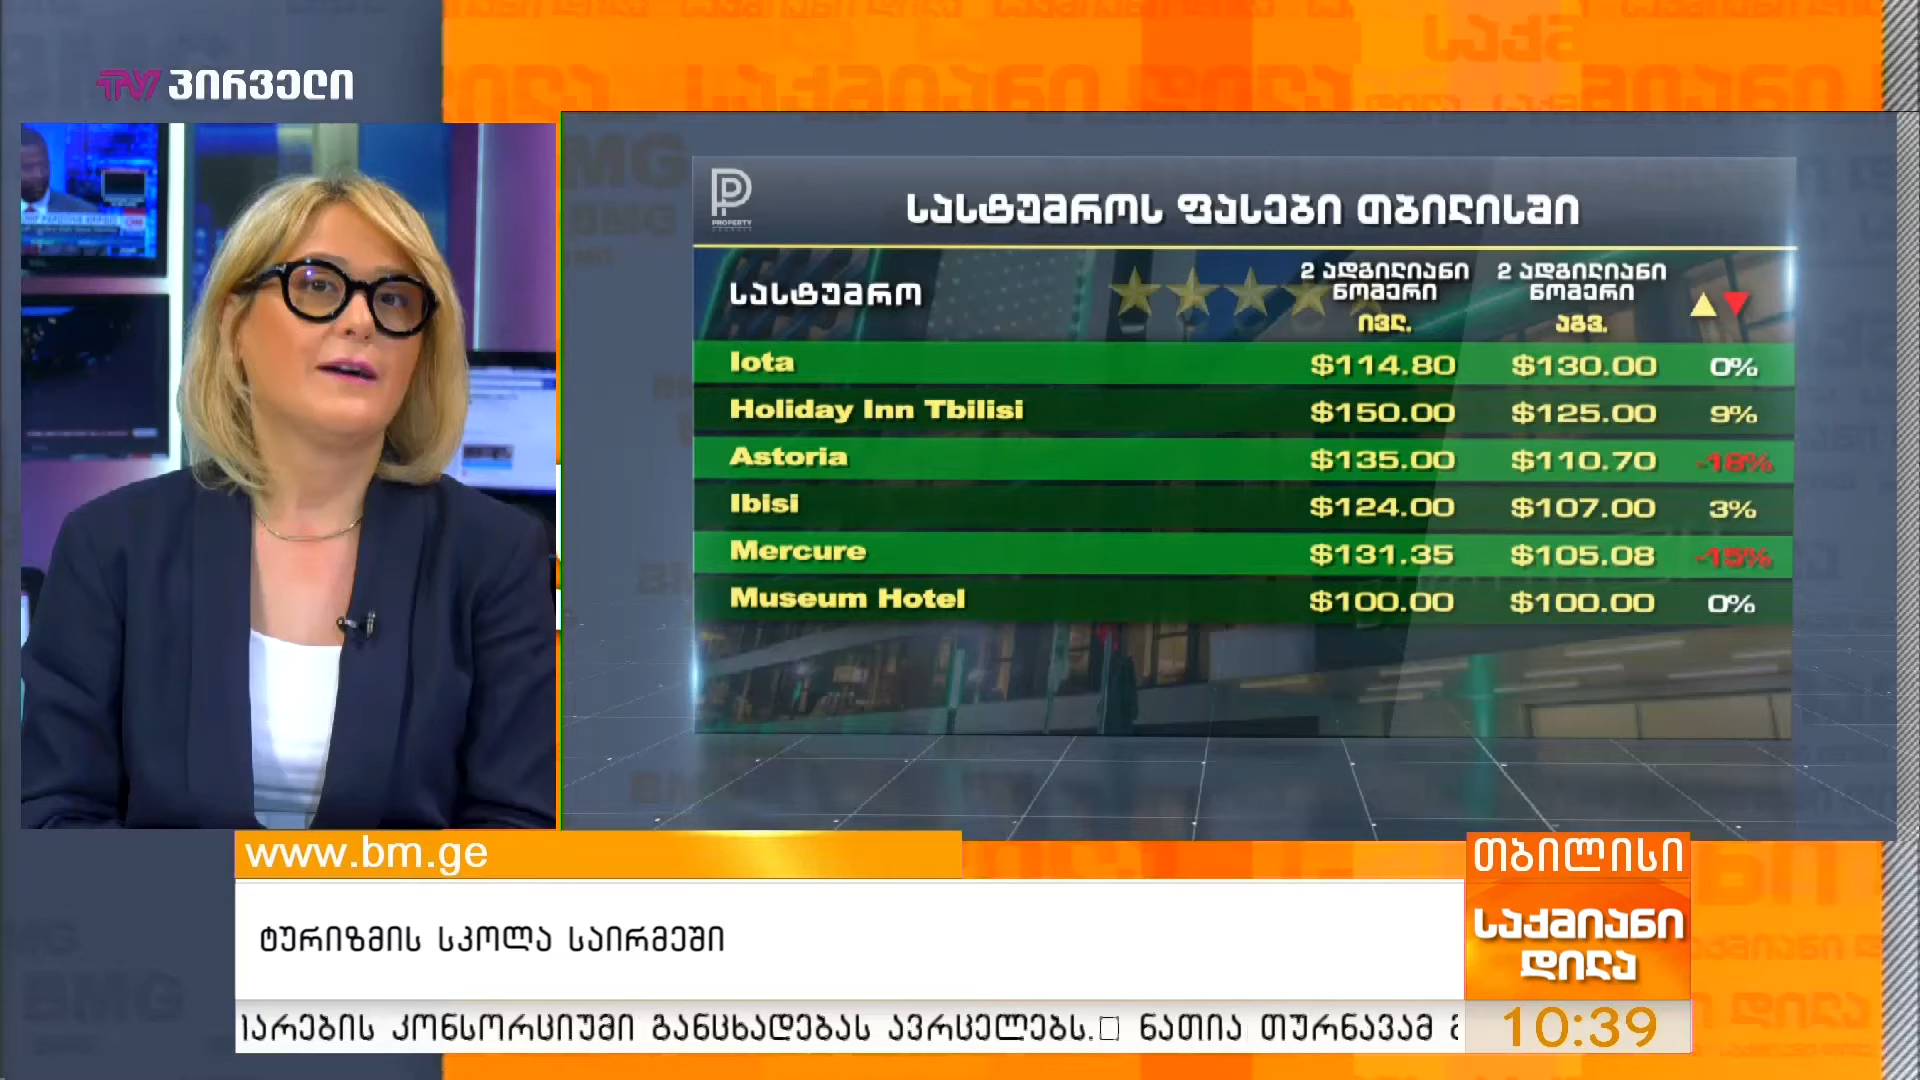 TV პირველი
PROPERTY
სასტუმროს ფასები თბილისში
სასტუმრო
2 ადგილიანი ნომერი ივლ.
2 ადგილიანი ნომერი აგვ.
Iota $114.80 $130.00 0%
Holiday Inn Tbilisi $150.00 $125.00 9%
Astoria $135.00 $110.70 -18%
Ibisi $124.00 $107.00 3%
Mercure $131.35 $105.08 -15%
Museum Hotel $100.00 $100.00 0%
www.bm.ge
თბილისი
ტურიზმის სკოლა საირმეში
საქმიანი
დილა
იარების კონსორციუმი განცხადებას ავრცელებს. ნათია თურნავამ
10:39